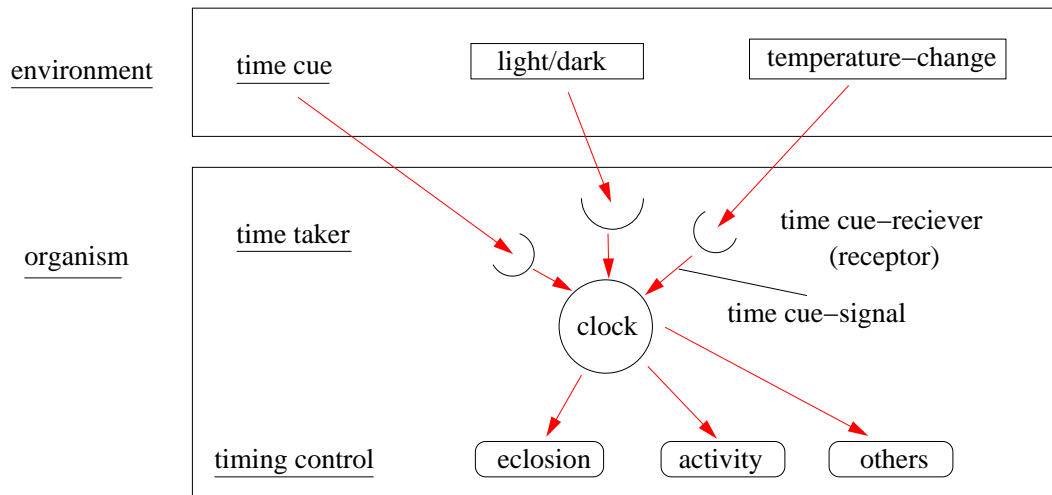 environment
time cue
light/dark
temperature−change
organism
time taker
time cue−reciever
(receptor)
time cue−signal
clock
timing control
eclosion
activity
others